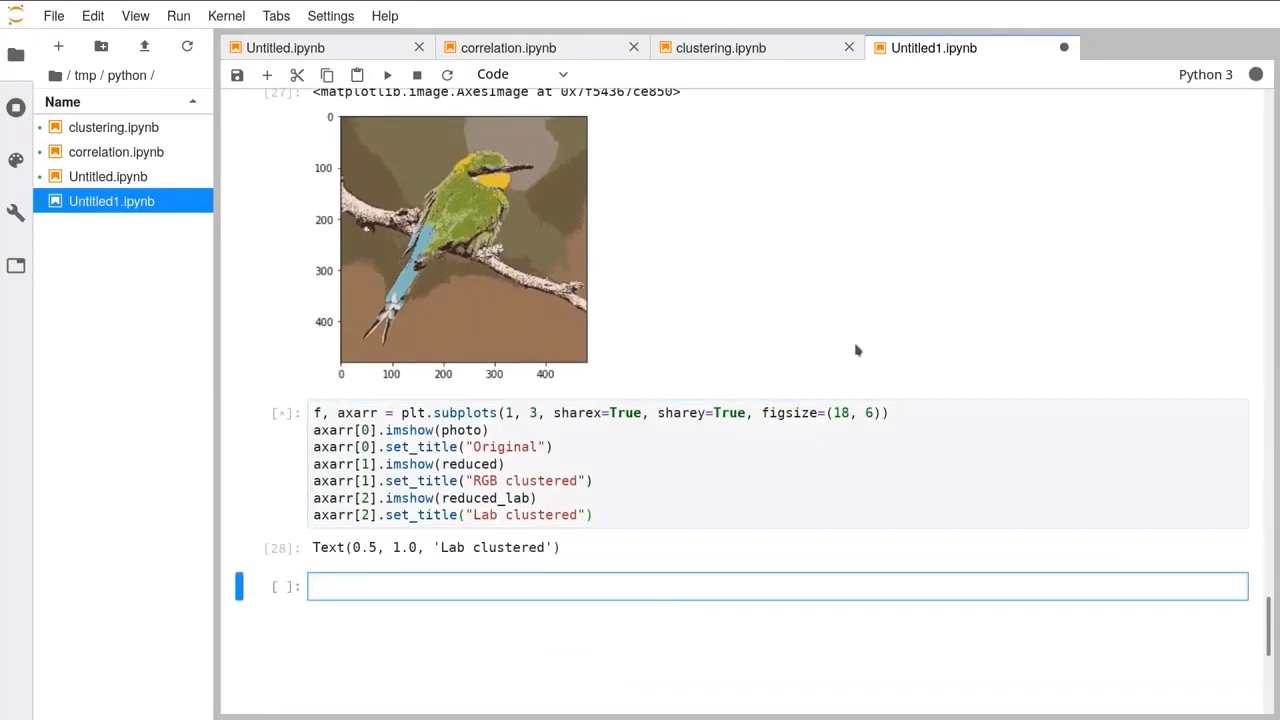 File Edit View Run Kernel Tabs Settings Help
Untitled.ipynb correlation.ipynb clustering.ipynb Untitled1.ipynb
/ tmp / python /
Code
Python 3
Name
clustering.ipynb
correlation.ipynb
Untitled.ipynb
Untitled1.ipynb
[27]: <matplotlib.image.AxesImage at 0x7f54367ce850>
0
100
200
300
400
0 100 200 300 400
[*]: f, axarr = plt.subplots(1, 3, sharex=True, sharey=True, figsize=(18, 6))
axarr[0].imshow(photo)
axarr[0].set_title("Original")
axarr[1].imshow(reduced)
axarr[1].set_title("RGB clustered")
axarr[2].imshow(reduced_lab)
axarr[2].set_title("Lab clustered")
[28]: Text(0.5, 1.0, 'Lab clustered')
[ ]: